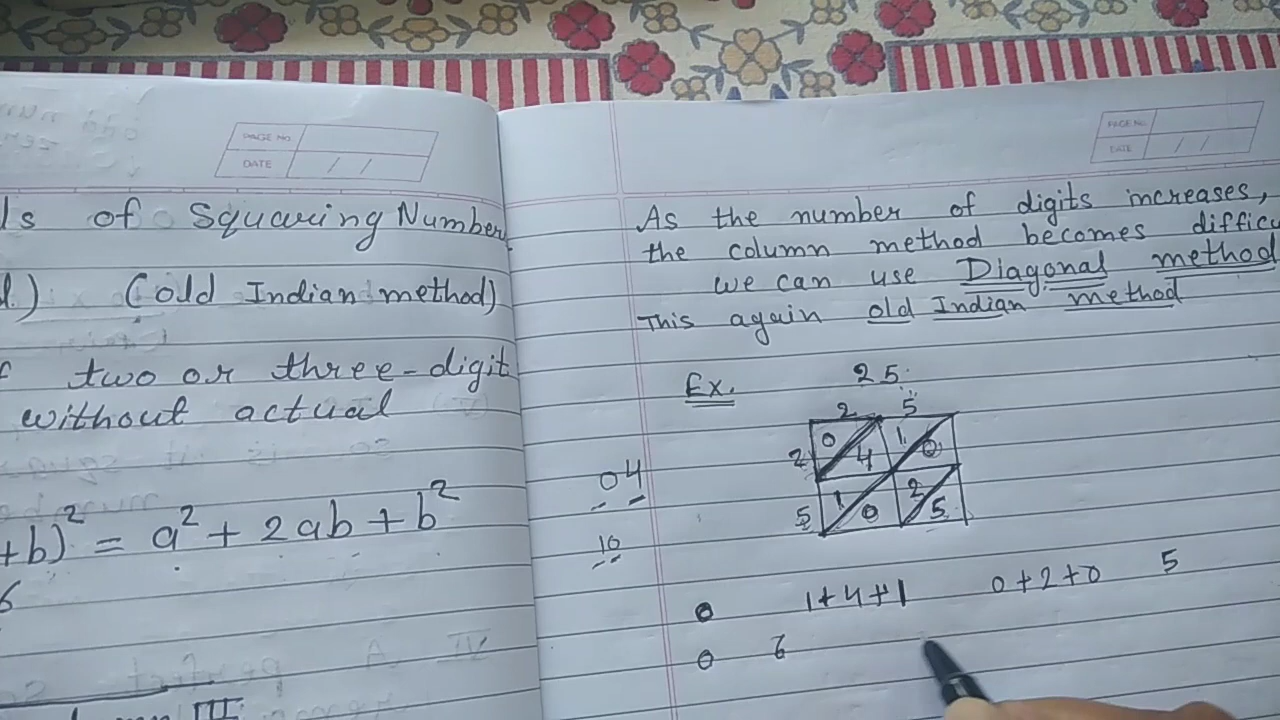 PAGE No.
DATE / /
ls of Squaring Number
d.) (old Indian method)
f two or three-digit
without actual
+b)² = a² + 2ab + b²
6
III
PAGE No.
DATE / /
As the number of digits increases,
the column method becomes difficu
we can use Diagonal method
This again old Indian method
Ex. 25
2 5
2 0 4 1 0
5 1 0 2 5
04
10
0 1+4+1 0+2+0 5
0 6